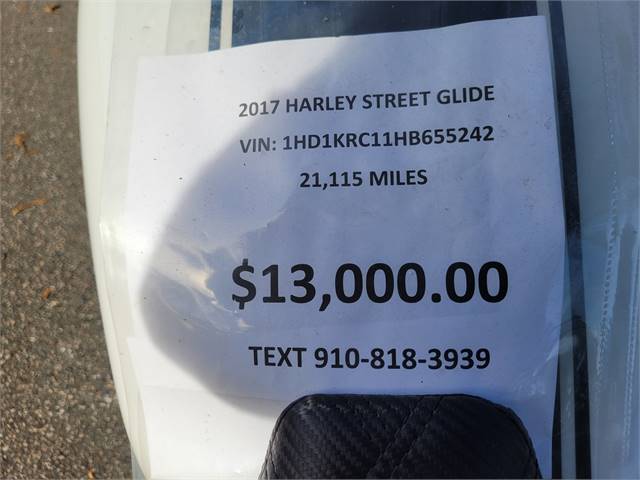 2017 HARLEY STREET GLIDE
VIN: 1HD1KRC11HB655242
21,115 MILES
$13,000.00
TEXT 910-818-3939